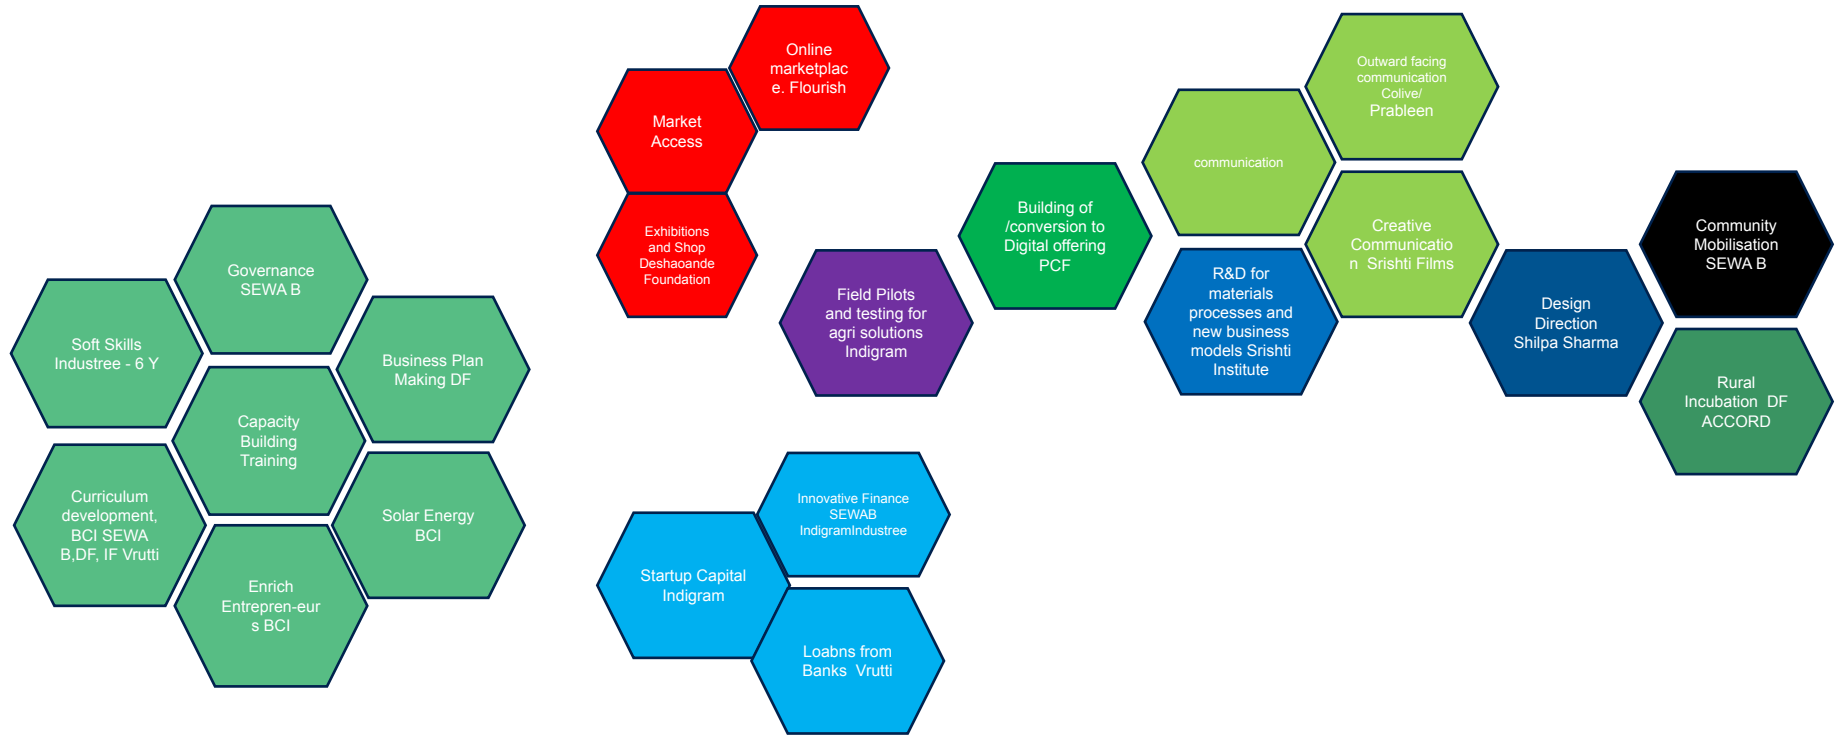 Governance
SEWA B
Soft Skills
Industree - 6 Y
Business Plan
Making DF
Capacity
Building
Training
Curriculum
development,
BCI SEWA
B,DF, IF Vrutti
Solar Energy
BCI
Enrich
Entrepren-eur
s BCI
Online
marketplac
e. Flourish
Market
Access
Exhibitions
and Shop
Deshaoande
Foundation
Innovative Finance
SEWAB
IndigramIndustree
Startup Capital
Indigram
Loabns from
Banks  Vrutti
Field Pilots
and testing for
agri solutions
Indigram
Building of
/conversion to
Digital offering
PCF
Outward facing
communication
Colive/
Prableen
communication
Creative
Communicatio
n  Srishti Films
R&D for
materials
processes and
new business
models Srishti
Institute
Design
Direction
Shilpa Sharma
Community
Mobilisation
SEWA B
Rural
Incubation  DF
ACCORD